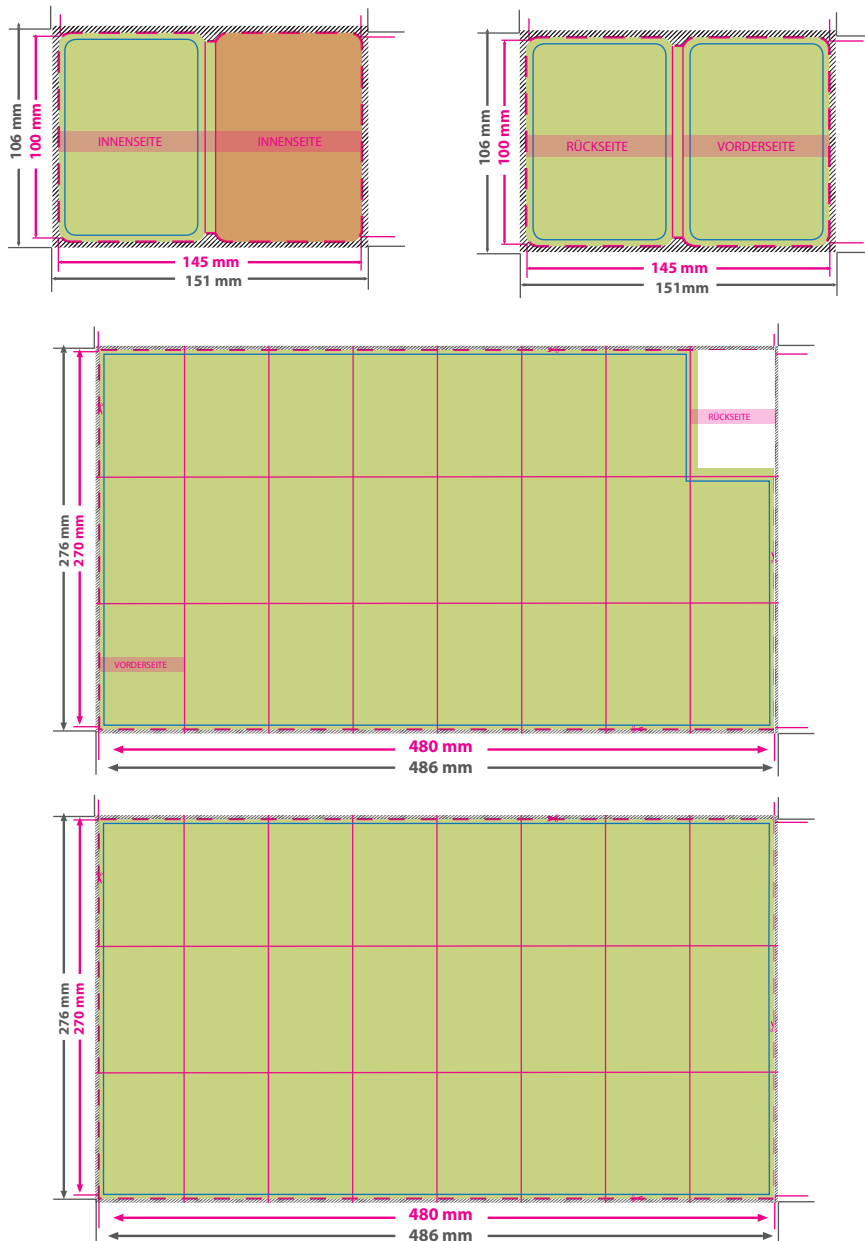 106 mm
100 mm
INNENSEITE
INNENSEITE
145 mm
151 mm
106 mm
100 mm
RÜCKSEITE
VORDERSEITE
145 mm
151mm
276 mm
270 mm
RÜCKSEITE
VORDERSEITE
480 mm
486 mm
276 mm
270 mm
480 mm
486 mm